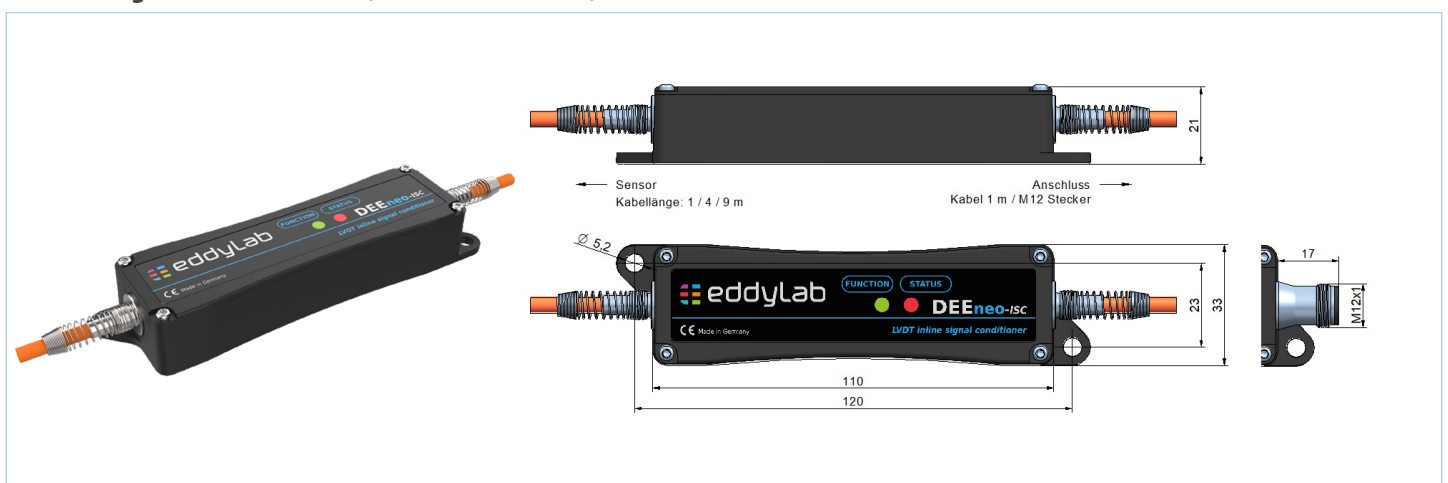 eddyLab
FUNCTION
STATUS
DEEneo-ISC
LVDT inline signal conditioner
CE Made in Germany
21
Sensor
Kabellänge: 1 / 4 / 9 m
Anschluss
Kabel 1 m / M12 Stecker
Ø 5,2
eddyLab
FUNCTION
STATUS
DEEneo-ISC
CE Made in Germany
LVDT inline signal conditioner
23
33
110
120
17
M12x1